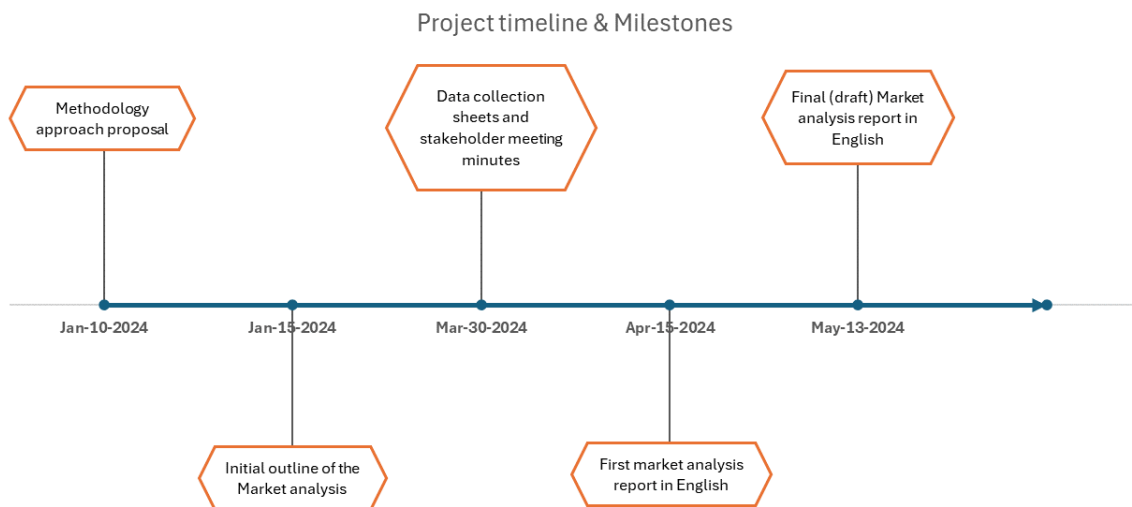 Project timeline & Milestones
Methodology
approach proposal
Data collection
sheets and
stakeholder meeting
minutes
Final (draft) Market
analysis report in
English
Jan-10-2024
Jan-15-2024
Mar-30-2024
Apr-15-2024
May-13-2024
Initial outline of the
Market analysis
First market analysis
report in English